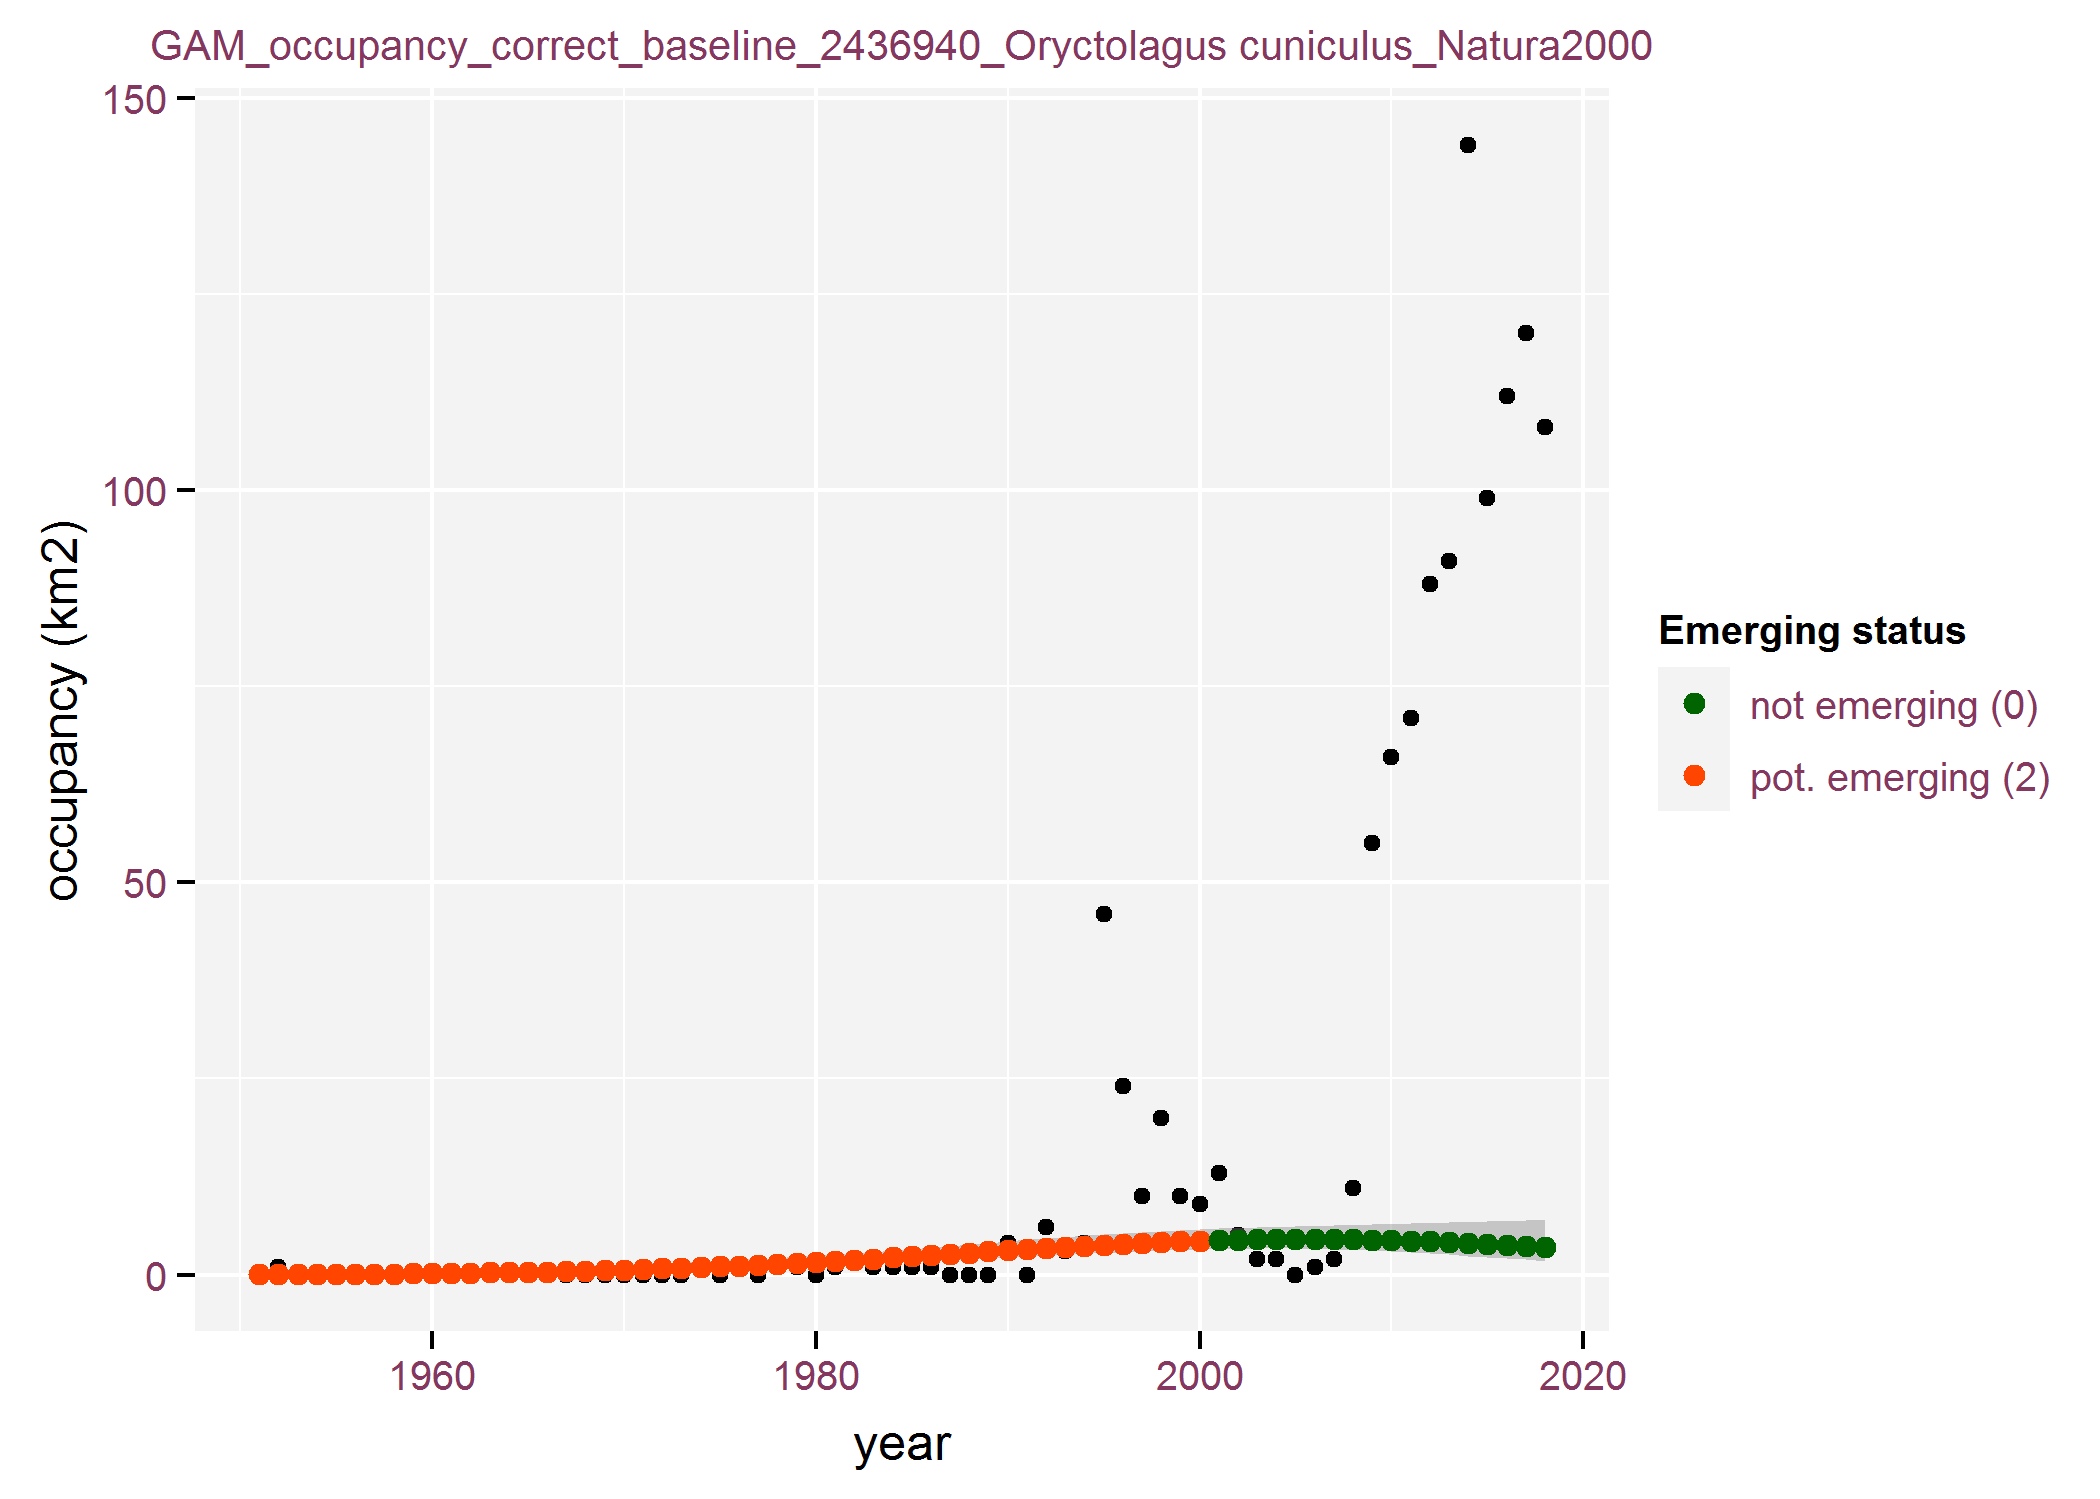 GAM_occupancy_correct_baseline_2436940_Oryctolagus cuniculus_Natura2000
150
100
50
0
occupancy (km2)
1960 1980 2000 2020
year
Emerging status
not emerging (0)
pot. emerging (2)